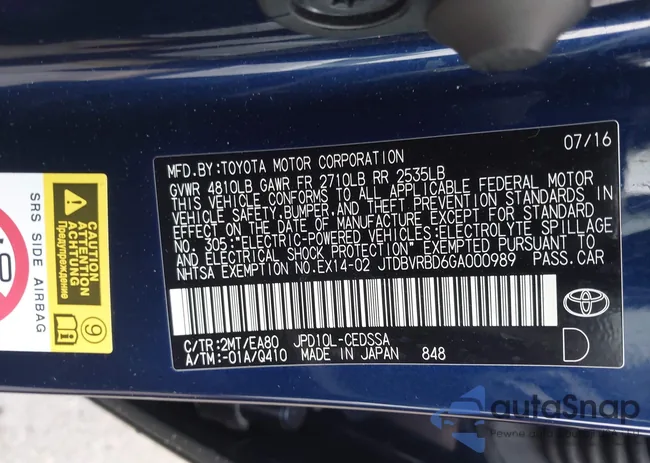 07/16
MFD.BY:TOYOTA MOTOR CORPORATION
GVWR 4810LB GAWR FR 2710LB RR 2535LB
THIS VEHICLE CONFORMS TO ALL APPLICABLE FEDERAL MOTOR
VEHICLE SAFETY,BUMPER,AND THEFT PREVENTION STANDARDS IN
EFFECT ON THE DATE OF MANUFACTURE EXCEPT FOR STANDARD
NO. 305:"ELECTRIC-POWERED VEHICLES:ELECTROLYTE SPILLAGE
AND ELECTRICAL SHOCK PROTECTION" EXEMPTED PURSUANT TO
NHTSA EXEMPTION NO.EX14-02 JTDBVRBD6GA000989 PASS.CAR
C/TR:2MT/EA80 JPD10L-CEDSSA
A/TM:-01A/Q410 MADE IN JAPAN 848
D
SRS SIDE AIRBAG
CAUTION
ATTENTION
ACHTUNG
Предупреждение
9
autoSnap